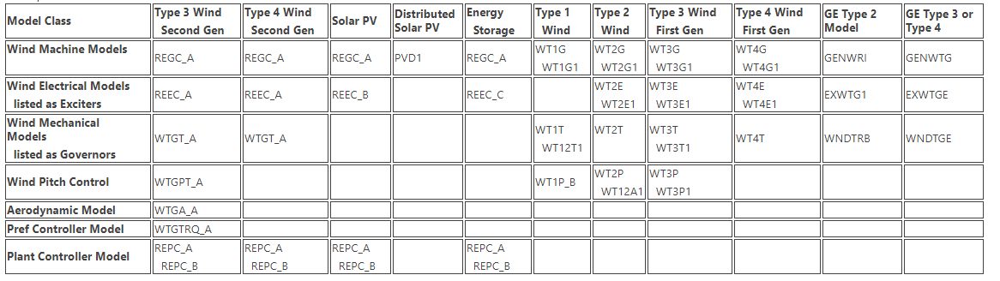 Model Class
Type 3 Wind
Second Gen
Type 4 Wind
Second Gen
Solar PV
Distributed
Solar PV
Energy
Storage
Type 1
Wind
Type 2
Wind
Type 3 Wind
First Gen
Type 4 Wind
First Gen
GE Type 2
Model
GE Type 3 or
Type 4
Wind Machine Models
REGC_A
REGC_A
REGC_A
PVD1
REGC_A
WT1G
WT1G1
WT2G
WT2G1
WT3G
WT3G1
WT4G
WT4G1
GENWRI
GENWTG
Wind Electrical Models
listed as Exciters
REEC_A
REEC_A
REEC_B
REEC_C
WT2E
WT2E1
WT3E
WT3E1
WT4E
WT4E1
EXWTG1
EXWTGE
Wind Mechanical
Models
listed as Governors
WTGT_A
WTGT_A
WT1T
WT12T1
WT2T
WT3T
WT3T1
WT4T
WNDTRB
WNDTGE
Wind Pitch Control
WTGPT_A
WT1P_B
WT2P
WT12A1
WT3P
WT3P1
Aerodynamic Model
WTGA_A
Pref Controller Model
WTGTRQ_A
Plant Controller Model
REPC_A
REPC_B
REPC_A
REPC_B
REPC_A
REPC_B
REPC_A
REPC_B